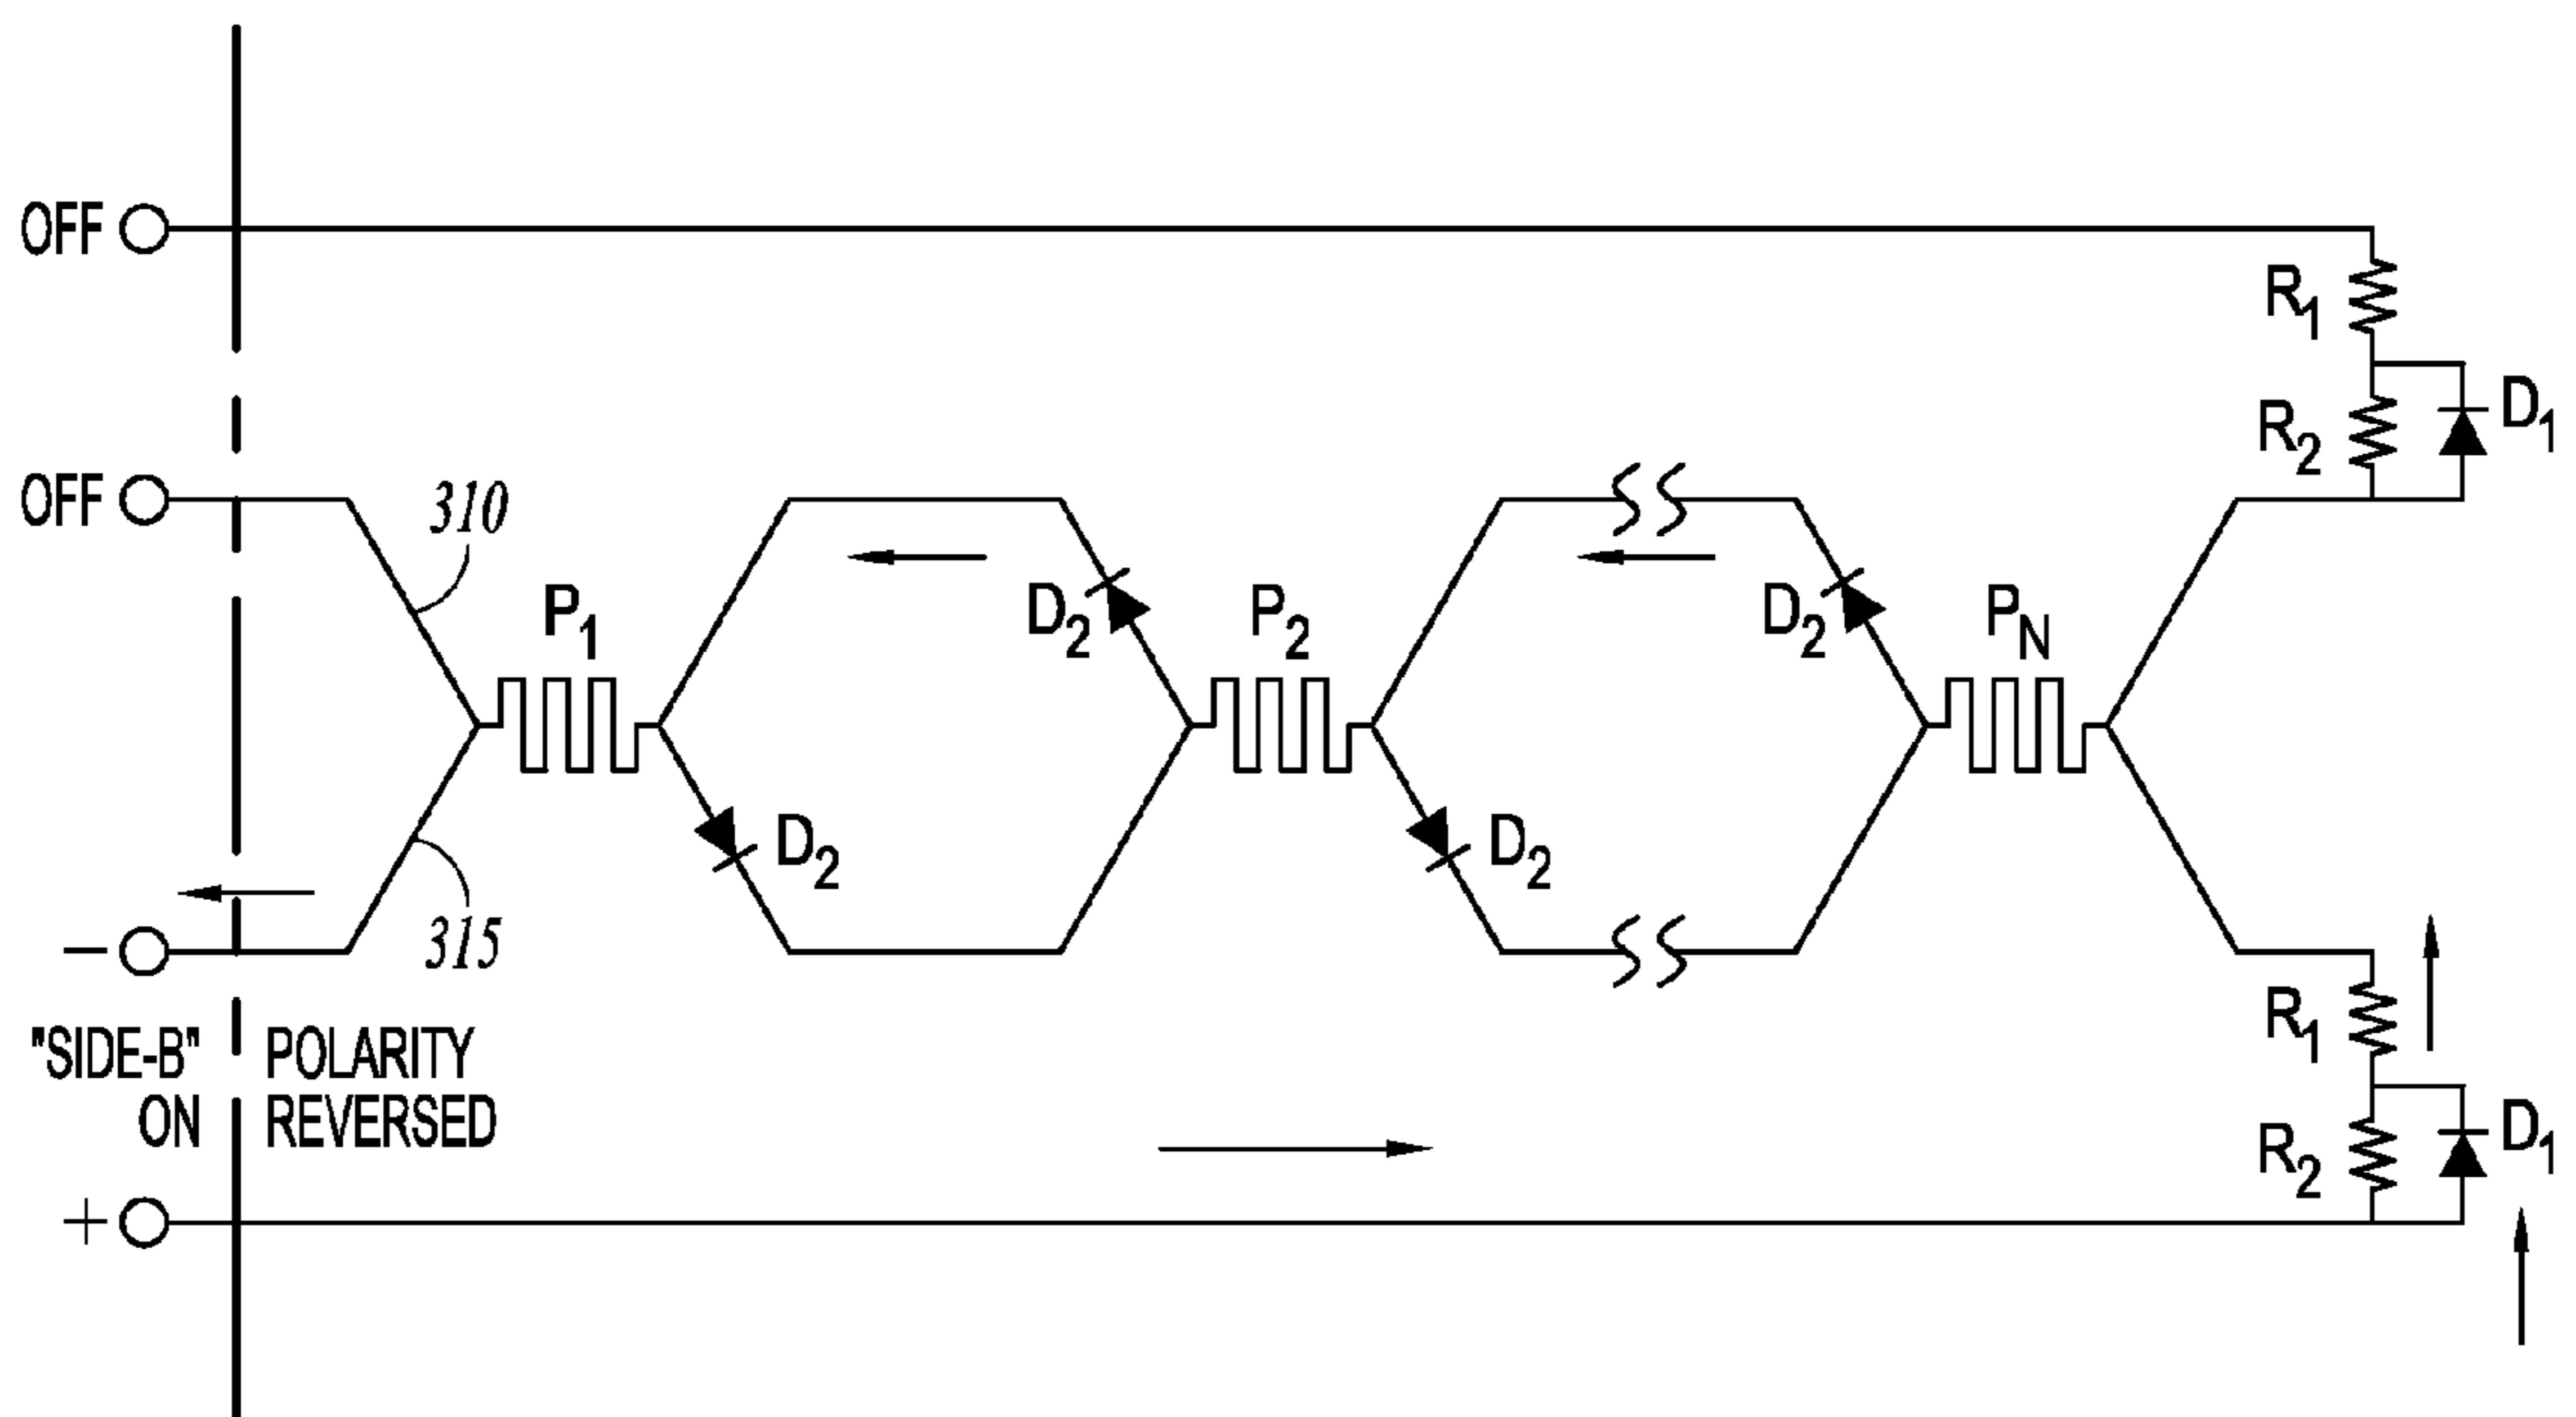 OFF
R1
R2
D1
OFF
310
P1
D2
P2
D2
PN
D2
D2
315
−
"SIDE-B" ON
POLARITY REVERSED
R1
R2
D1
+